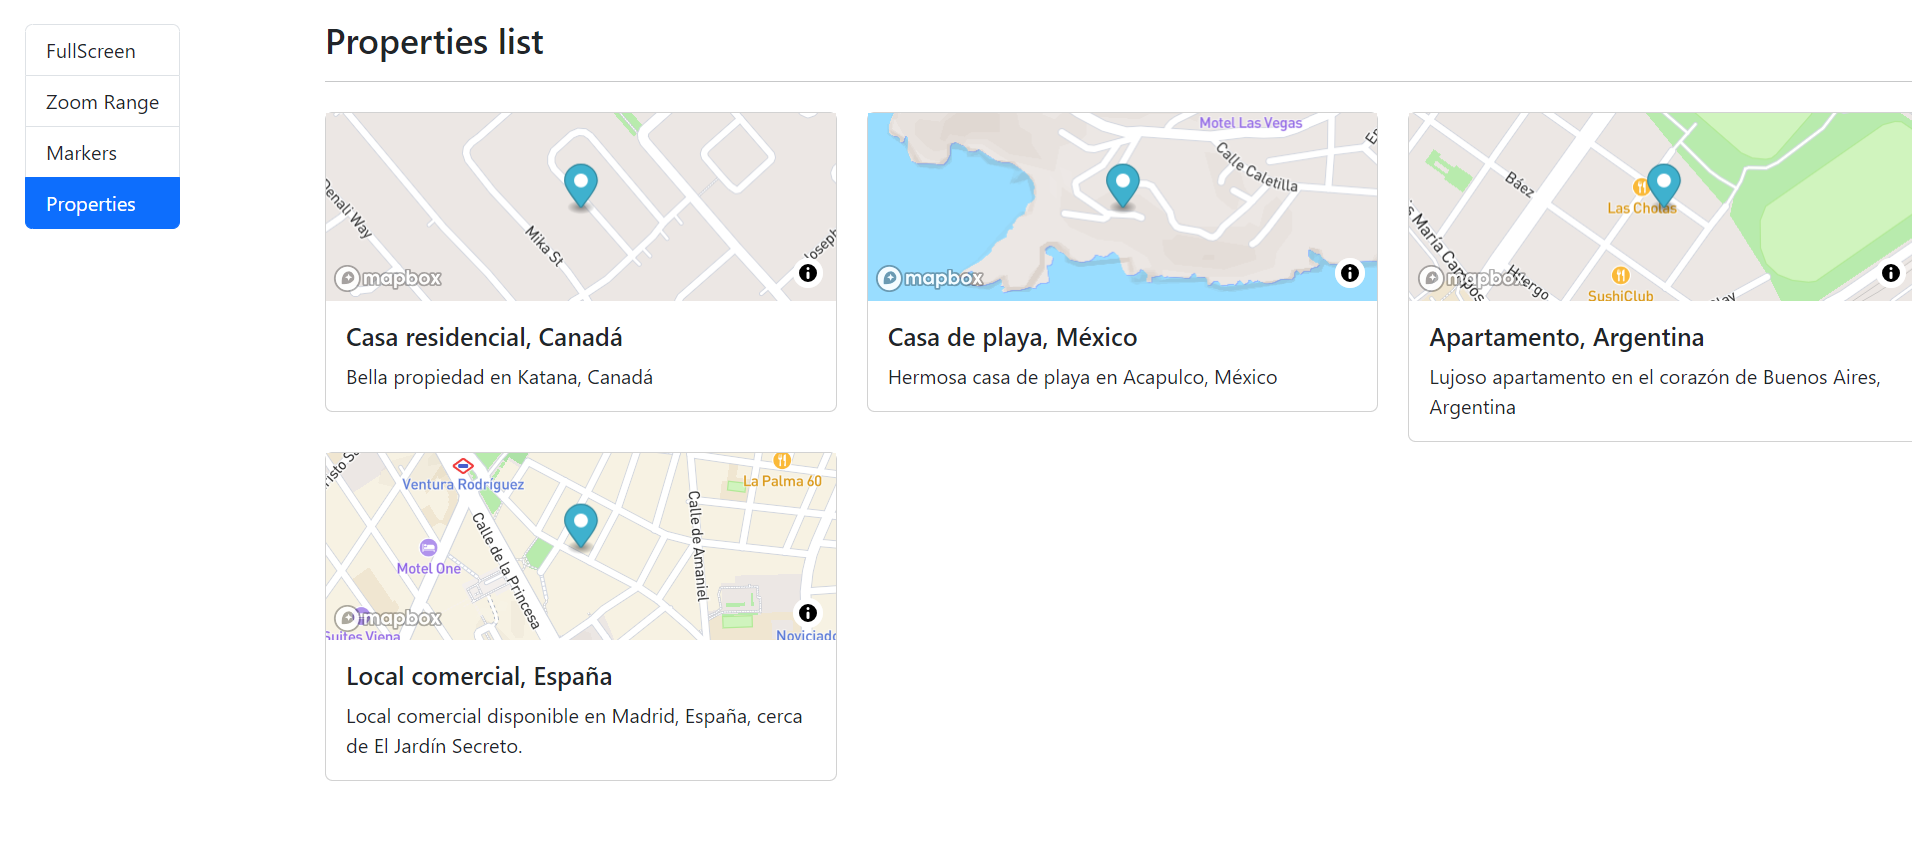 FullScreen
Zoom Range
Markers
Properties
Properties list
Denali Way
Mika St
Joseph
mapbox
Casa residencial, Canadá
Bella propiedad en Katana, Canadá
Motel Las Vegas
Calle Caletilla
mapbox
Casa de playa, México
Hermosa casa de playa en Acapulco, México
Báez
Las Cholas
María Campos
Huergo
SushiClub
mapbox
Apartamento, Argentina
Lujoso apartamento en el corazón de Buenos Aires,
Argentina
Ventura Rodríguez
La Palma 60
Calle de la Princesa
Calle de Amaniel
Motel One
mapbox
Suites Viena
Noviciado
Local comercial, España
Local comercial disponible en Madrid, España, cerca
de El Jardín Secreto.